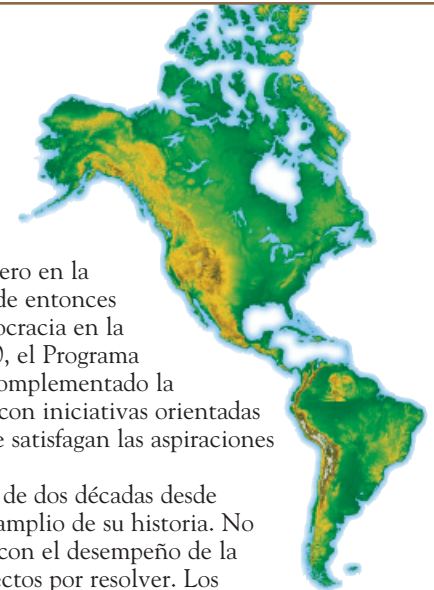 ero en la
de entonces
ocracia en la
), el Programa
omplementado la
con iniciativas orientadas
e satisfagan las aspiraciones
de dos décadas desde
amplio de su historia. No
con el desempeño de la
ectos por resolver. Los